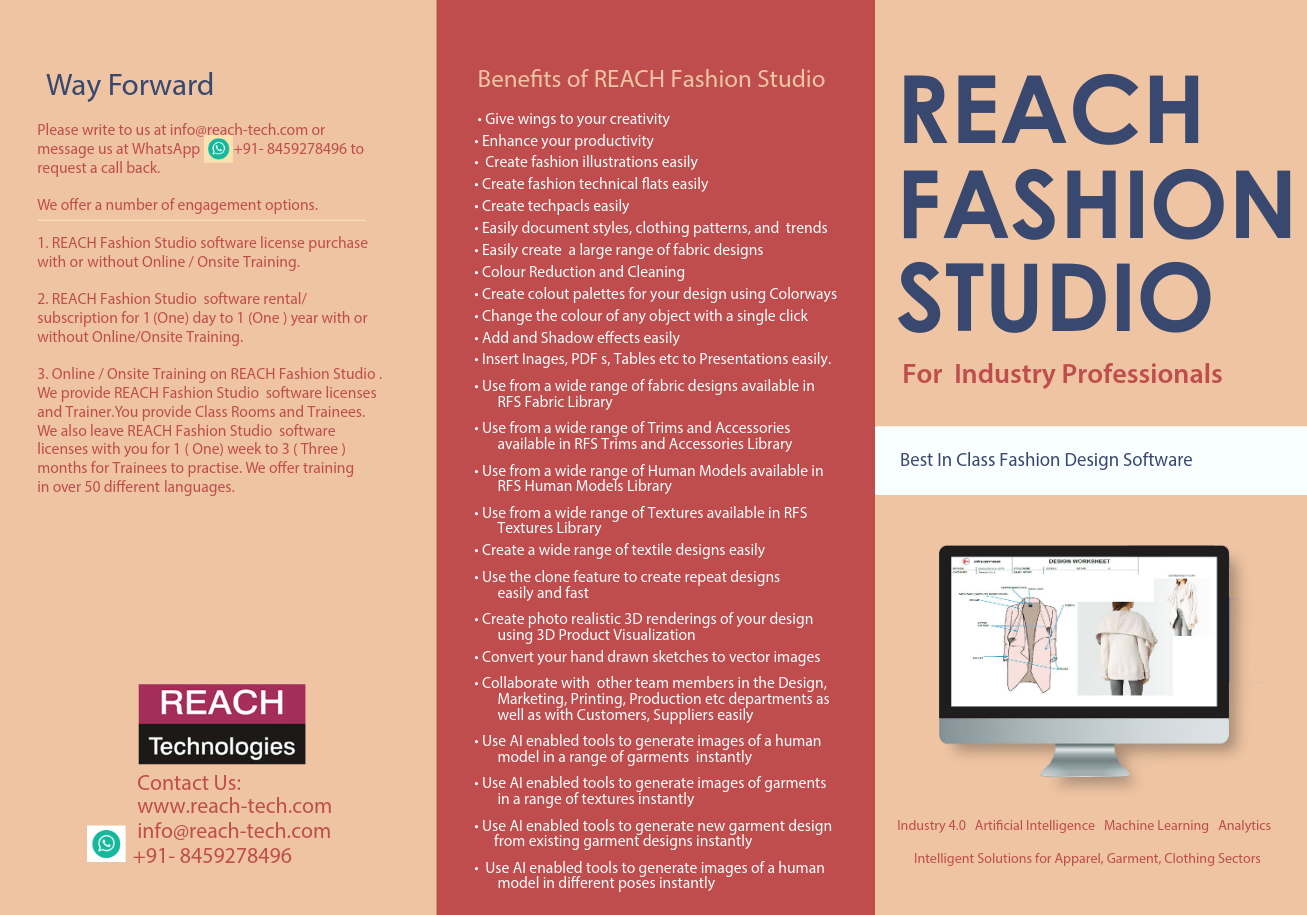 Way Forward
Please write to us at info@reach-tech.com or
message us at WhatsApp +91- 8459278496 to
request a call back.
We offer a number of engagement options.
1. REACH Fashion Studio software license purchase
with or without Online / Onsite Training.
2. REACH Fashion Studio software rental/
subscription for 1 (One) day to 1 (One ) year with or
without Online/Onsite Training.
3. Online / Onsite Training on REACH Fashion Studio .
We provide REACH Fashion Studio software licenses
and Trainer.You provide Class Rooms and Trainees.
We also leave REACH Fashion Studio software
licenses with you for 1 ( One) week to 3 ( Three )
months for Trainees to practise. We offer training
in over 50 different languages.
REACH
Technologies
Contact Us:
www.reach-tech.com
info@reach-tech.com
+91- 8459278496
Benefits of REACH Fashion Studio
• Give wings to your creativity
• Enhance your productivity
• Create fashion illustrations easily
• Create fashion technical flats easily
• Create techpacls easily
• Easily document styles, clothing patterns, and trends
• Easily create a large range of fabric designs
• Colour Reduction and Cleaning
• Create colout palettes for your design using Colorways
• Change the colour of any object with a single click
• Add and Shadow effects easily
• Insert Inages, PDF s, Tables etc to Presentations easily.
• Use from a wide range of fabric designs available in
RFS Fabric Library
• Use from a wide range of Trims and Accessories
available in RFS Trims and Accessories Library
• Use from a wide range of Human Models available in
RFS Human Models Library
• Use from a wide range of Textures available in RFS
Textures Library
• Create a wide range of textile designs easily
• Use the clone feature to create repeat designs
easily and fast
• Create photo realistic 3D renderings of your design
using 3D Product Visualization
• Convert your hand drawn sketches to vector images
• Collaborate with other team members in the Design,
Marketing, Printing, Production etc departments as
well as with Customers, Suppliers easily
• Use AI enabled tools to generate images of a human
model in a range of garments instantly
• Use AI enabled tools to generate images of garments
in a range of textures instantly
• Use AI enabled tools to generate new garment design
from existing garment designs instantly
• Use AI enabled tools to generate images of a human
model in different poses instantly
REACH
FASHION
STUDIO
For Industry Professionals
Best In Class Fashion Design Software
DESIGN WORKSHEET
Industry 4.0 Artificial Intelligence Machine Learning Analytics
Intelligent Solutions for Apparel, Garment, Clothing Sectors